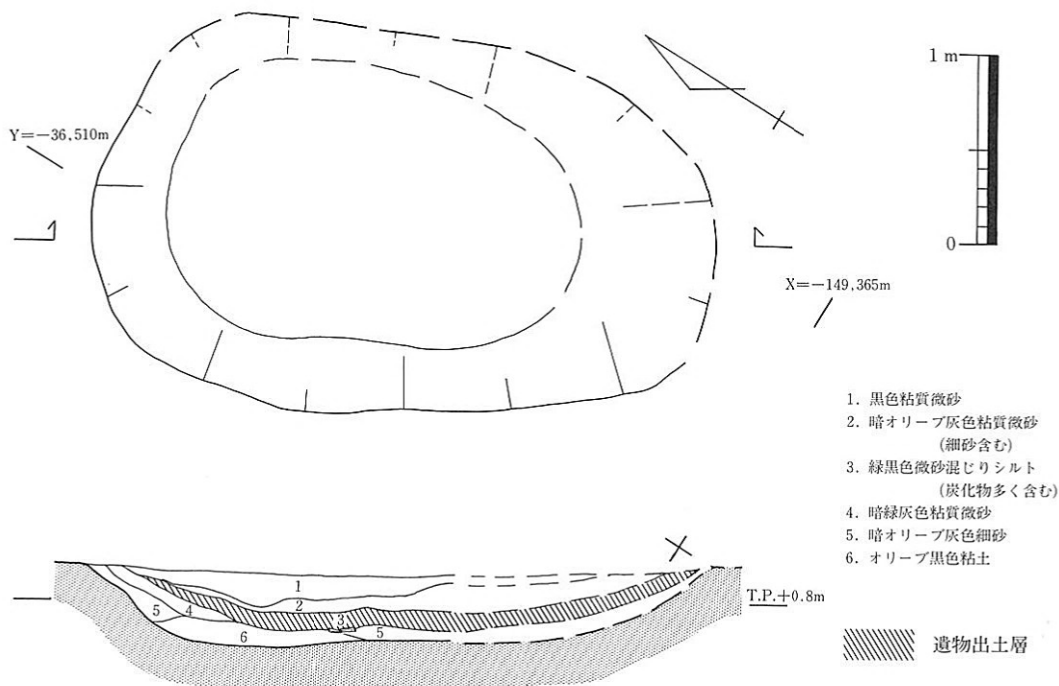 1 m
Y=−36,510m
0
X=−149,365m
1. 黒色粘質微砂
2. 暗オリーブ灰色粘質微砂
(細砂含む)
3. 緑黒色微砂混じりシルト
(炭化物多く含む)
4. 暗緑灰色粘質微砂
5. 暗オリーブ灰色細砂
6. オリーブ黒色粘土
1
2
T.P.+0.8m
5 4
3
6 5
遺物出土層